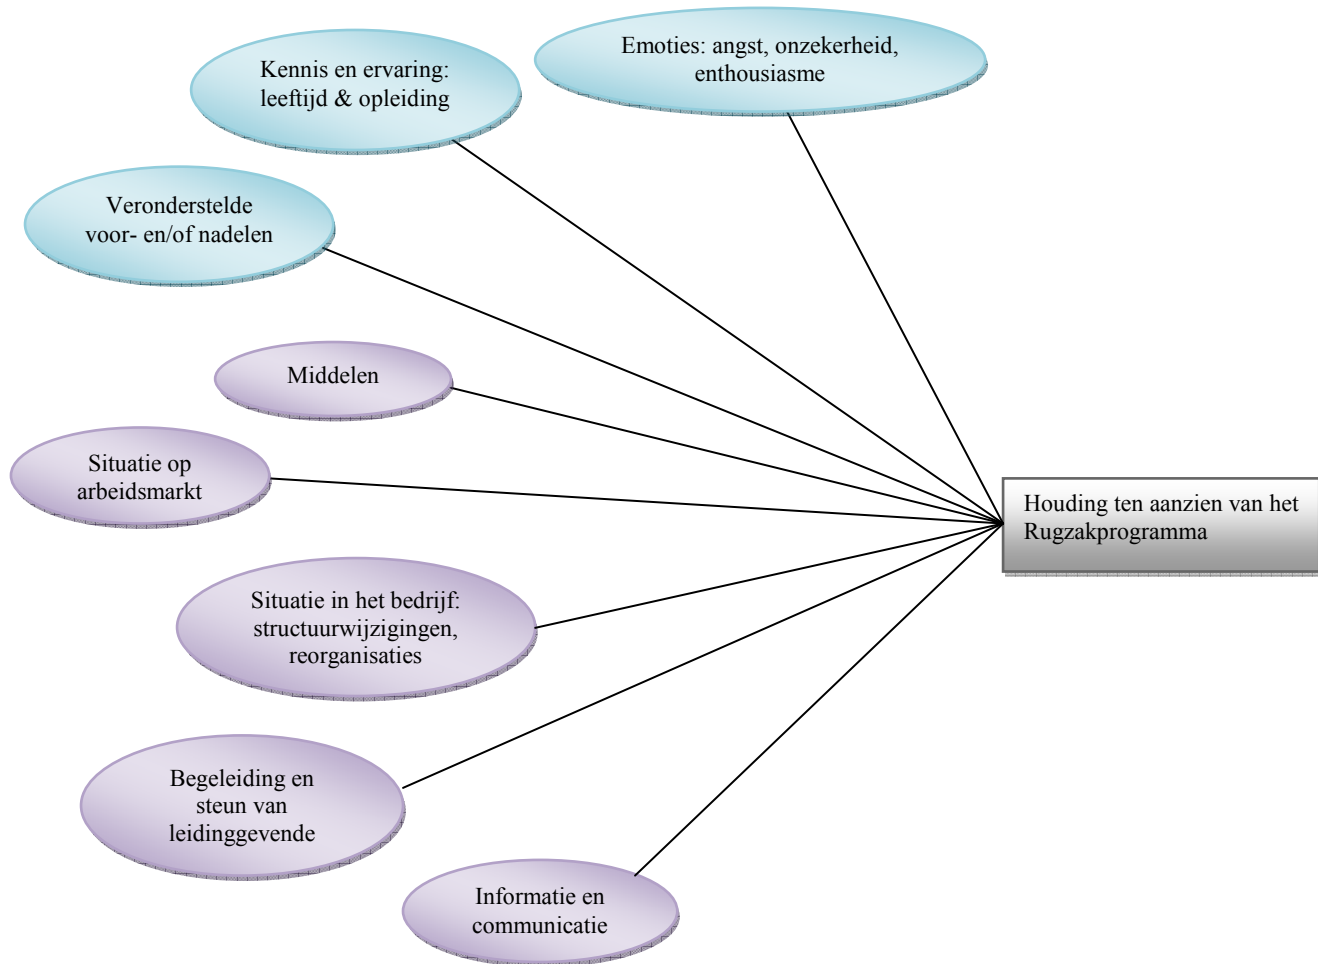 Emoties: angst, onzekerheid,
enthousiasme
Kennis en ervaring:
leeftijd & opleiding
Veronderstelde
voor- en/of nadelen
Middelen
Situatie op
arbeidsmarkt
Houding ten aanzien van het
Rugzakprogramma
Situatie in het bedrijf:
structuurwijzigingen,
reorganisaties
Begeleiding en
steun van
leidinggevende
Informatie en
communicatie